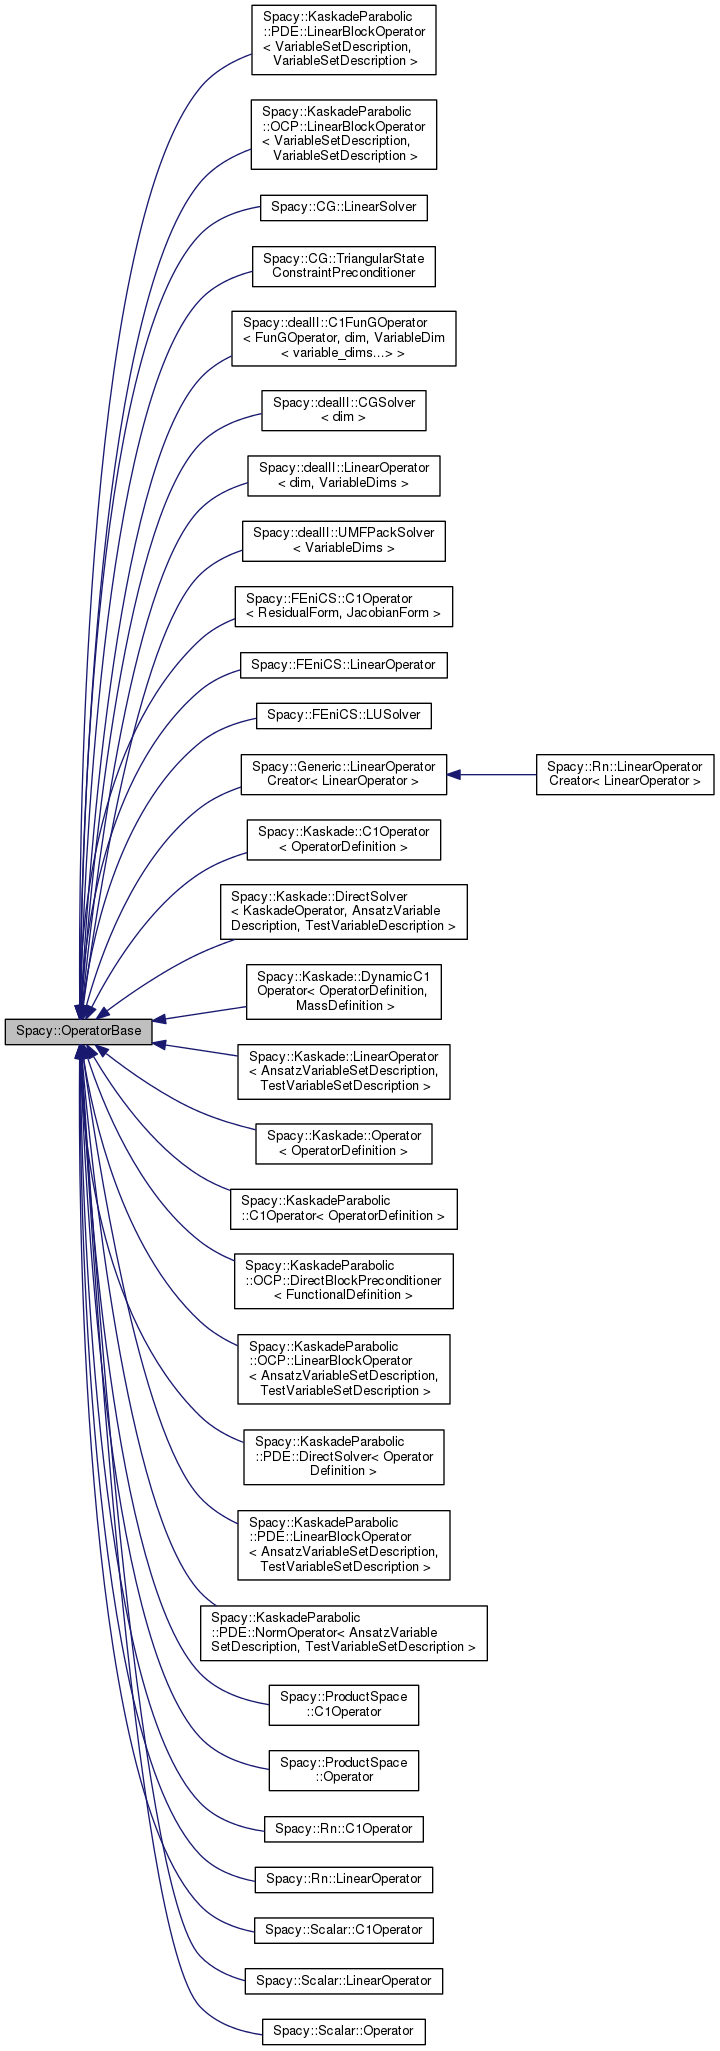 Spacy::KaskadeParabolic
::PDE::LinearBlockOperator
< VariableSetDescription,
VariableSetDescription >
Spacy::KaskadeParabolic
::OCP::LinearBlockOperator
< VariableSetDescription,
VariableSetDescription >
Spacy::CG::LinearSolver
Spacy::CG::TriangularState
ConstraintPreconditioner
Spacy::dealII::C1FunGOperator
< FunGOperator, dim, VariableDim
< variable_dims...> >
Spacy::dealII::CGSolver
< dim >
Spacy::dealII::LinearOperator
< dim, VariableDims >
Spacy::dealII::UMFPackSolver
< VariableDims >
Spacy::FEniCS::C1Operator
< ResidualForm, JacobianForm >
Spacy::FEniCS::LinearOperator
Spacy::FEniCS::LUSolver
Spacy::Generic::LinearOperator
Creator< LinearOperator >
Spacy::Rn::LinearOperator
Creator< LinearOperator >
Spacy::Kaskade::C1Operator
< OperatorDefinition >
Spacy::Kaskade::DirectSolver
< KaskadeOperator, AnsatzVariable
Description, TestVariableDescription >
Spacy::Kaskade::DynamicC1
Operator< OperatorDefinition,
MassDefinition >
Spacy::OperatorBase
Spacy::Kaskade::LinearOperator
< AnsatzVariableSetDescription,
TestVariableSetDescription >
Spacy::Kaskade::Operator
< OperatorDefinition >
Spacy::KaskadeParabolic
::C1Operator< OperatorDefinition >
Spacy::KaskadeParabolic
::OCP::DirectBlockPreconditioner
< FunctionalDefinition >
Spacy::KaskadeParabolic
::OCP::LinearBlockOperator
< AnsatzVariableSetDescription,
TestVariableSetDescription >
Spacy::KaskadeParabolic
::PDE::DirectSolver< Operator
Definition >
Spacy::KaskadeParabolic
::PDE::LinearBlockOperator
< AnsatzVariableSetDescription,
TestVariableSetDescription >
Spacy::KaskadeParabolic
::PDE::NormOperator< AnsatzVariable
SetDescription, TestVariableSetDescription >
Spacy::ProductSpace
::C1Operator
Spacy::ProductSpace
::Operator
Spacy::Rn::C1Operator
Spacy::Rn::LinearOperator
Spacy::Scalar::C1Operator
Spacy::Scalar::LinearOperator
Spacy::Scalar::Operator